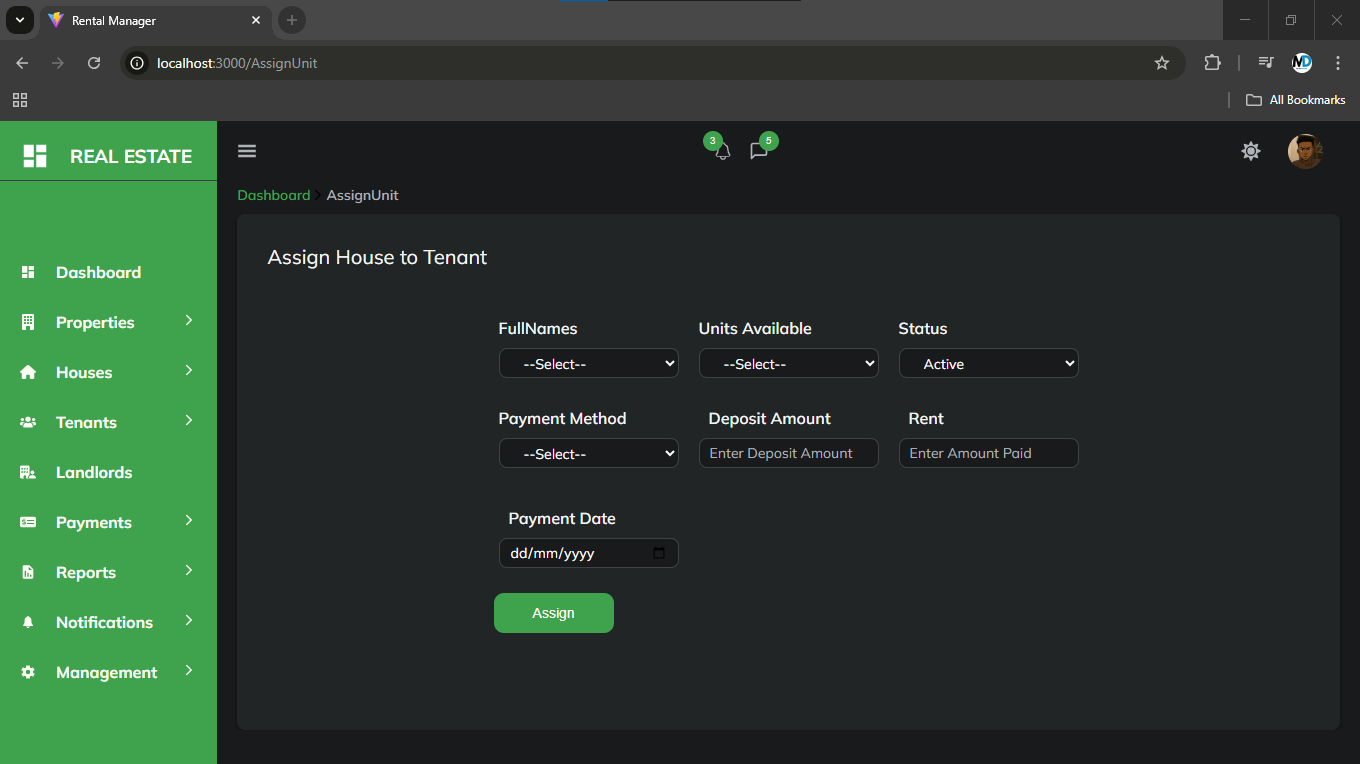 Rental Manager
localhost:3000/AssignUnit
MD
All Bookmarks
REAL ESTATE
3
5
Dashboard AssignUnit
Assign House to Tenant
Dashboard
Properties
Houses
Tenants
Landlords
Payments
Reports
Notifications
Management
FullNames Units Available Status
--Select-- --Select-- Active
Payment Method Deposit Amount Rent
--Select-- Enter Deposit Amount Enter Amount Paid
Payment Date
dd/mm/yyyy
Assign